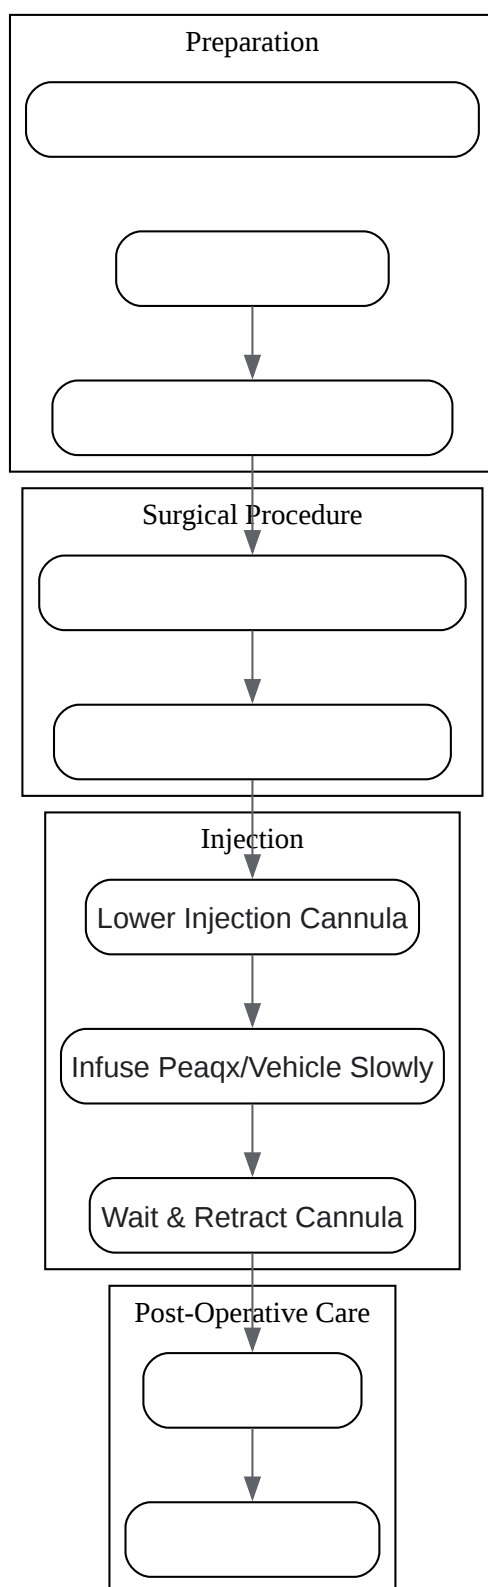 Preparation
Surgical Procedure
Injection
Lower Injection Cannula
Infuse Peaqx/Vehicle Slowly
Wait & Retract Cannula
Post-Operative Care